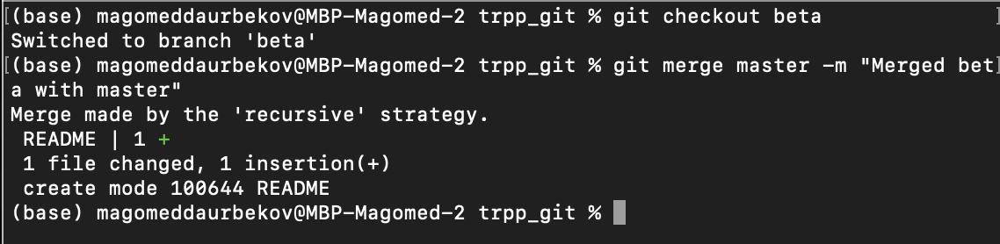 [(base) magomeddaurbekov@MBP-Magomed-2 trpp_git % git checkout beta ]
Switched to branch 'beta'
[(base) magomeddaurbekov@MBP-Magomed-2 trpp_git % git merge master -m "Merged bet]
a with master"
Merge made by the 'recursive' strategy.
 README | 1 +
 1 file changed, 1 insertion(+)
 create mode 100644 README
(base) magomeddaurbekov@MBP-Magomed-2 trpp_git %